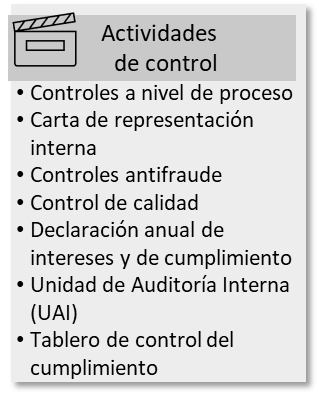 Actividades
de control
• Controles a nivel de proceso
• Carta de representación
interna
• Controles antifraude
• Control de calidad
• Declaración anual de
intereses y de cumplimiento
• Unidad de Auditoría Interna
(UAI)
• Tablero de control del
cumplimiento